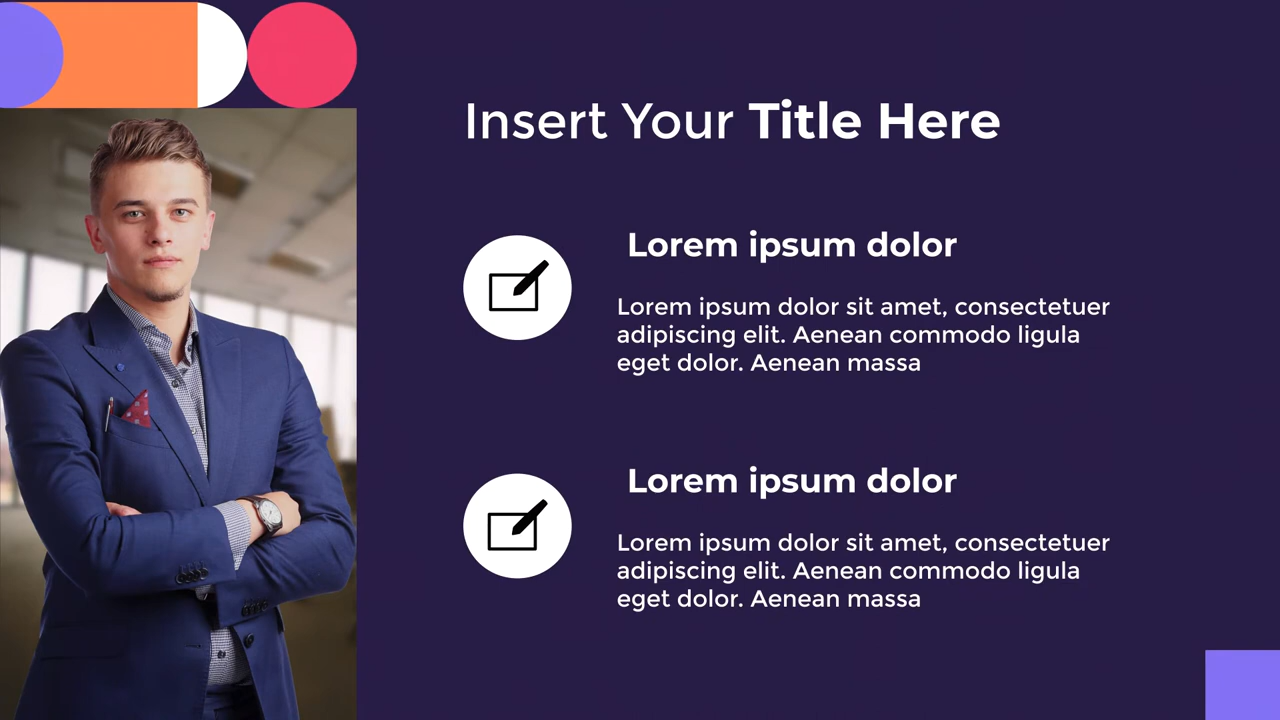 Insert Your Title Here
Lorem ipsum dolor
Lorem ipsum dolor sit amet, consectetuer
adipiscing elit. Aenean commodo ligula
eget dolor. Aenean massa
Lorem ipsum dolor
Lorem ipsum dolor sit amet, consectetuer
adipiscing elit. Aenean commodo ligula
eget dolor. Aenean massa